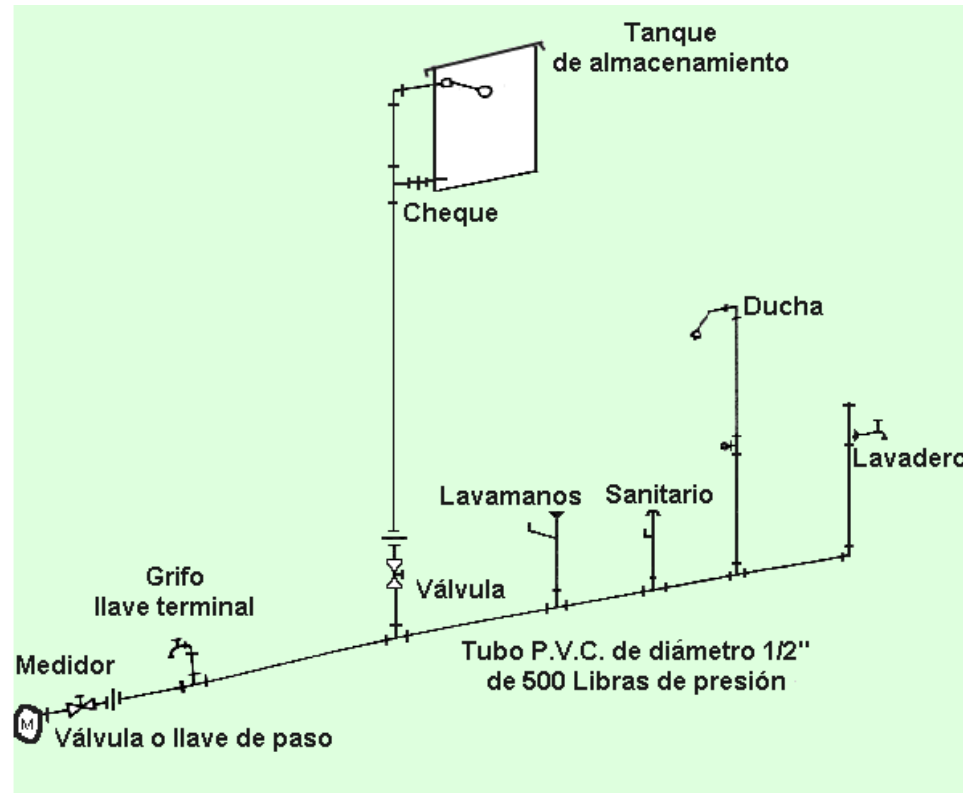 Tanque
de almacenamiento
Cheque
Ducha
Lavadero
Lavamanos
Sanitario
Grifo
llave terminal
Válvula
Medidor
Tubo P.V.C. de diámetro 1/2"
de 500 Libras de presión
M
Válvula o llave de paso